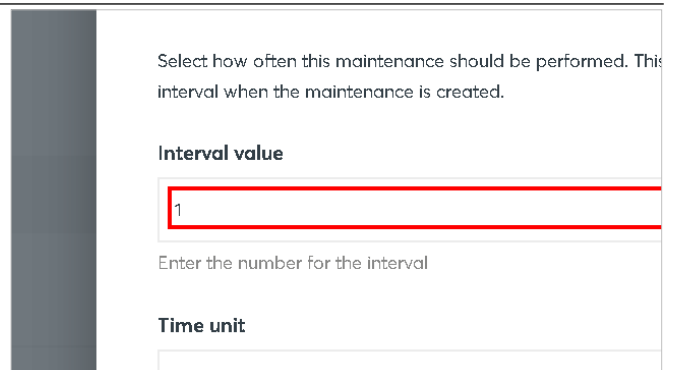 Select how often this maintenance should be performed. This
interval when the maintenance is created.
Interval value
1
Enter the number for the interval
Time unit